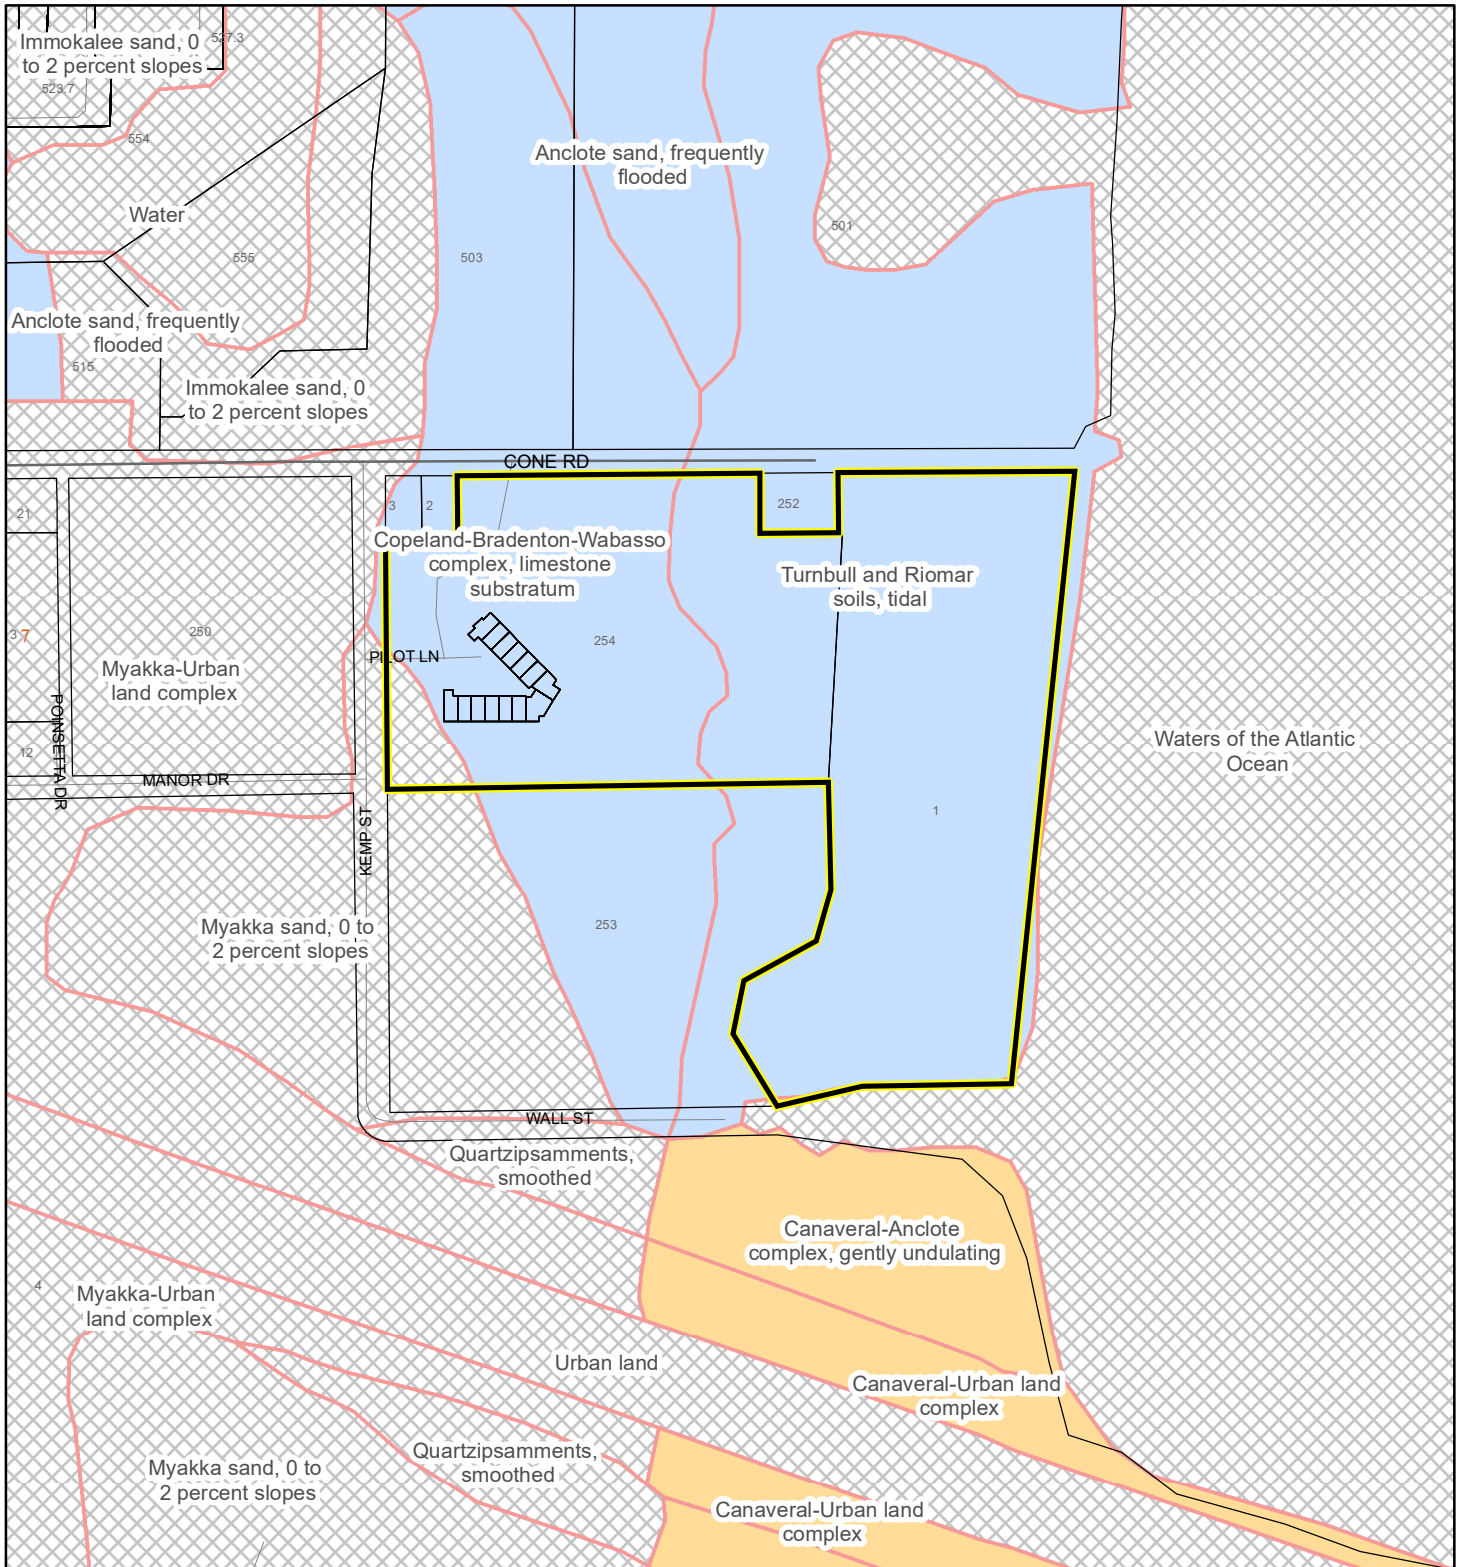 Immokalee sand, 0
to 2 percent slopes
527.3
523.7
554
Anclote sand, frequently
flooded
Water
501
555
503
Anclote sand, frequently
flooded
515
Immokalee sand, 0
to 2 percent slopes
CONE RD
3
2
252
21
Copeland-Bradenton-Wabasso
complex, limestone
substratum
Turnbull and Riomar
soils, tidal
3
7
250
254
PILOT LN
Myakka-Urban
land complex
POINSETTA DR
12
MANOR DR
Waters of the Atlantic
Ocean
1
KEMP ST
Myakka sand, 0 to
2 percent slopes
253
WALL ST
Quartzipsamments,
smoothed
Canaveral-Anclote
complex, gently undulating
4
Myakka-Urban
land complex
Urban land
Canaveral-Urban land
complex
Quartzipsamments,
smoothed
Myakka sand, 0 to
2 percent slopes
Canaveral-Urban land
complex